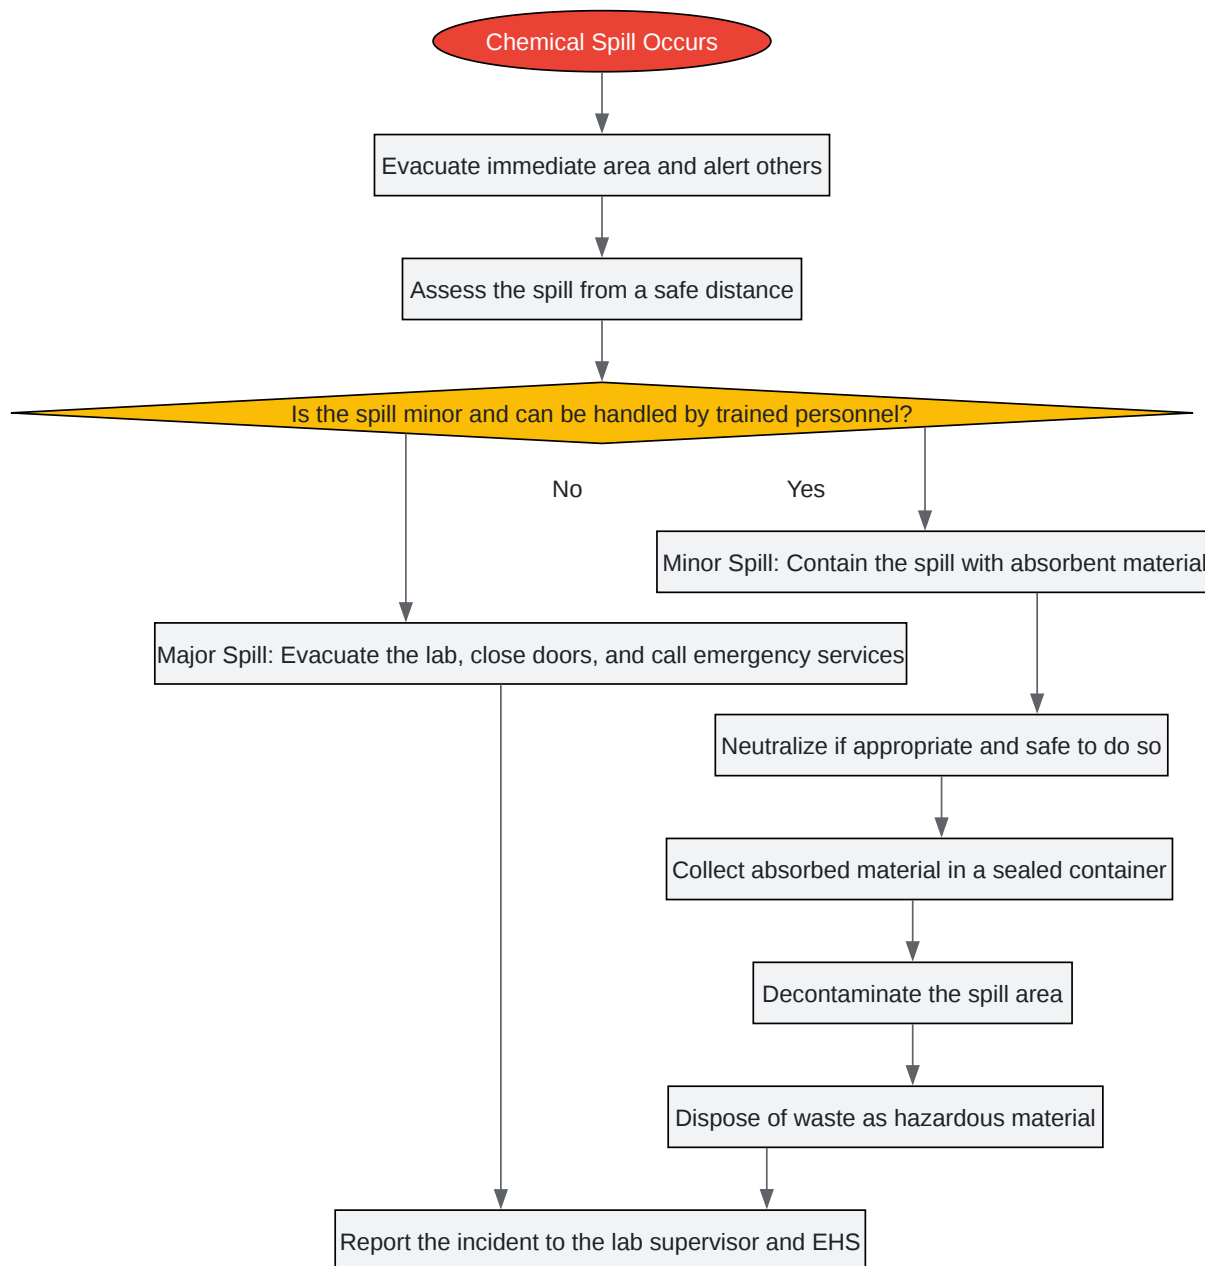 Chemical Spill Occurs
Evacuate immediate area and alert others
Assess the spill from a safe distance
Is the spill minor and can be handled by trained personnel?
No
Yes
Minor Spill: Contain the spill with absorbent material
Major Spill: Evacuate the lab, close doors, and call emergency services
Neutralize if appropriate and safe to do so
Collect absorbed material in a sealed container
Decontaminate the spill area
Dispose of waste as hazardous material
Report the incident to the lab supervisor and EHS